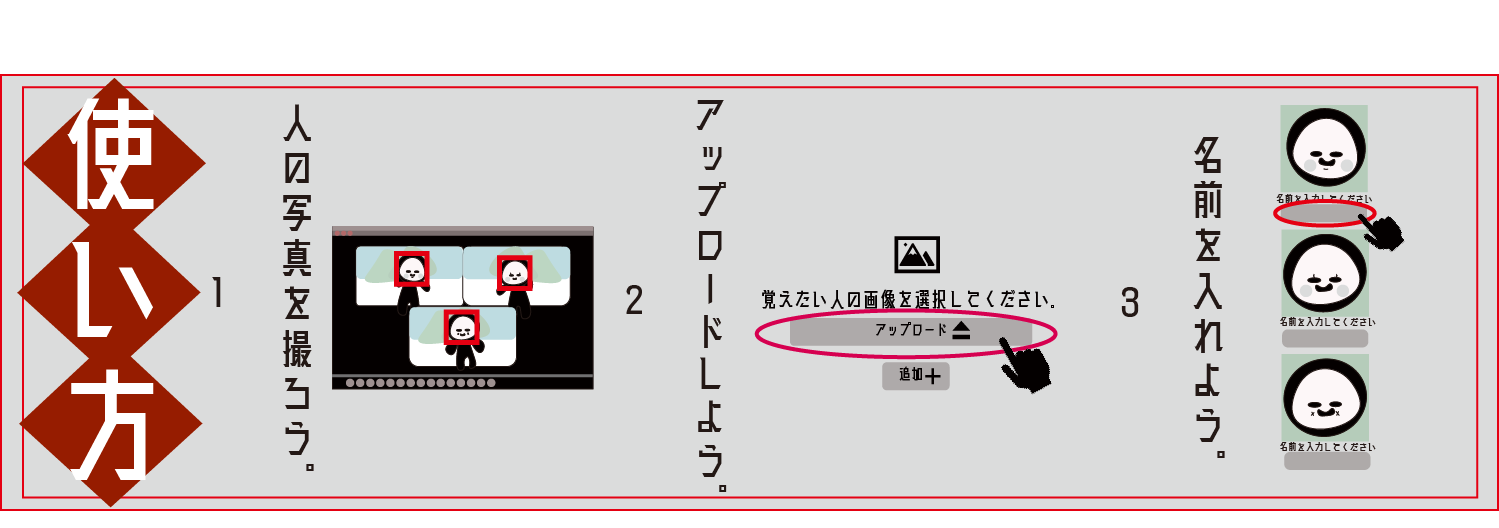 使い方
1
人の写真を撮ろう。
2
アップロードしよう。
覚えたい人の画像を選択してください。
アップロード
追加+
3
名前を入れよう。
名前を入力してください
名前を入力してください
名前を入力してください